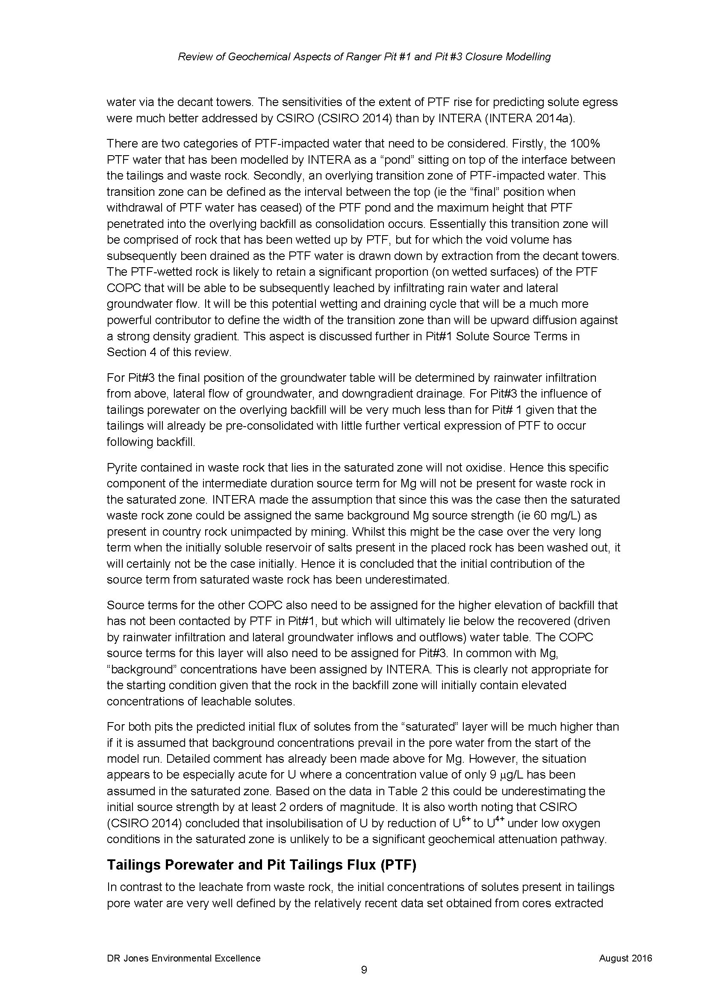 Review of Geochemical Aspects of Ranger Pit #1 and Pit #3 Closure Modelling
water via the decant towers. The sensitivities of the extent of PTF rise for predicting solute egress
were much better addressed by CSIRO (CSIRO 2014) than by INTERA (INTERA 2014a).
There are two categories of PTF-impacted water that need to be considered. Firstly, the 100%
PTF water that has been modelled by INTERA as a “pond” sitting on top of the interface between
the tailings and waste rock. Secondly, an overlying transition zone of PTF-impacted water. This
transition zone can be defined as the interval between the top (ie the “final” position when
withdrawal of PTF water has ceased) of the PTF pond and the maximum height that PTF
penetrated into the overlying backfill as consolidation occurs. Essentially this transition zone will
be comprised of rock that has been wetted up by PTF, but for which the void volume has
subsequently been drained as the PTF water is drawn down by extraction from the decant towers.
The PTF-wetted rock is likely to retain a significant proportion (on wetted surfaces) of the PTF
COPC that will be able to be subsequently leached by infiltrating rain water and lateral
groundwater flow. It will be this potential wetting and draining cycle that will be a much more
powerful contributor to define the width of the transition zone than will be upward diffusion against
a strong density gradient. This aspect is discussed further in Pit#1 Solute Source Terms in
Section 4 of this review.
For Pit#3 the final position of the groundwater table will be determined by rainwater infiltration
from above, lateral flow of groundwater, and downgradient drainage. For Pit#3 the influence of
tailings porewater on the overlying backfill will be very much less than for Pit# 1 given that the
tailings will already be pre-consolidated with little further vertical expression of PTF to occur
following backfill.
Pyrite contained in waste rock that lies in the saturated zone will not oxidise. Hence this specific
component of the intermediate duration source term for Mg will not be present for waste rock in
the saturated zone. INTERA made the assumption that since this was the case then the saturated
waste rock zone could be assigned the same background Mg source strength (ie 60 mg/L) as
present in country rock unimpacted by mining. Whilst this might be the case over the very long
term when the initially soluble reservoir of salts present in the placed rock has been washed out, it
will certainly not be the case initially. Hence it is concluded that the initial contribution of the
source term from saturated waste rock has been underestimated.
Source terms for the other COPC also need to be assigned for the higher elevation of backfill that
has not been contacted by PTF in Pit#1, but which will ultimately lie below the recovered (driven
by rainwater infiltration and lateral groundwater inflows and outflows) water table. The COPC
source terms for this layer will also need to be assigned for Pit#3. In common with Mg,
“background” concentrations have been assigned by INTERA. This is clearly not appropriate for
the starting condition given that the rock in the backfill zone will initially contain elevated
concentrations of leachable solutes.
For both pits the predicted initial flux of solutes from the “saturated” layer will be much higher than
if it is assumed that background concentrations prevail in the pore water from the start of the
model run. Detailed comment has already been made above for Mg. However, the situation
appears to be especially acute for U where a concentration value of only 9 µg/L has been
assumed in the saturated zone. Based on the data in Table 2 this could be underestimating the
initial source strength by at least 2 orders of magnitude. It is also worth noting that CSIRO
(CSIRO 2014) concluded that insolubilisation of U by reduction of U⁶⁺ to U⁴⁺ under low oxygen
conditions in the saturated zone is unlikely to be a significant geochemical attenuation pathway.
Tailings Porewater and Pit Tailings Flux (PTF)
In contrast to the leachate from waste rock, the initial concentrations of solutes present in tailings
pore water are very well defined by the relatively recent data set obtained from cores extracted
DR Jones Environmental Excellence August 2016
9